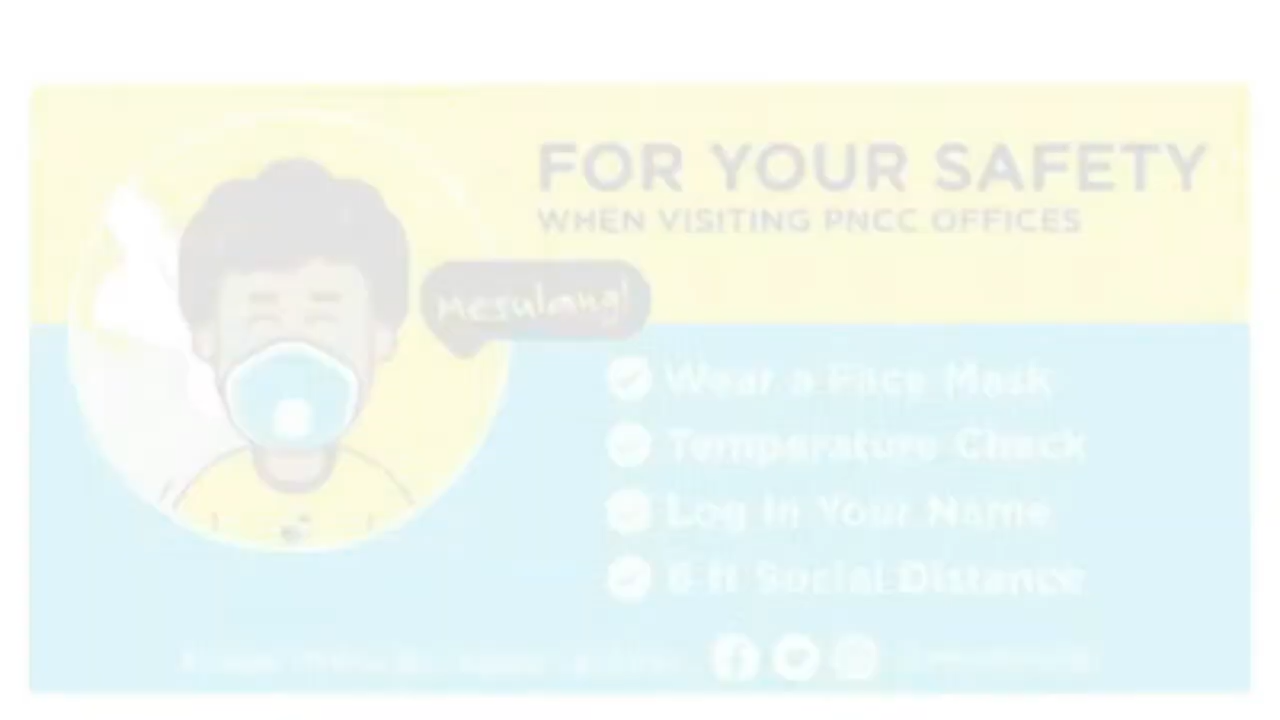 FOR YOUR SAFETY
WHEN VISITING PNCC OFFICES
Mesulang!
Wear a Face Mask
Temperature Check
Log In Your Name
6 ft Social Distance